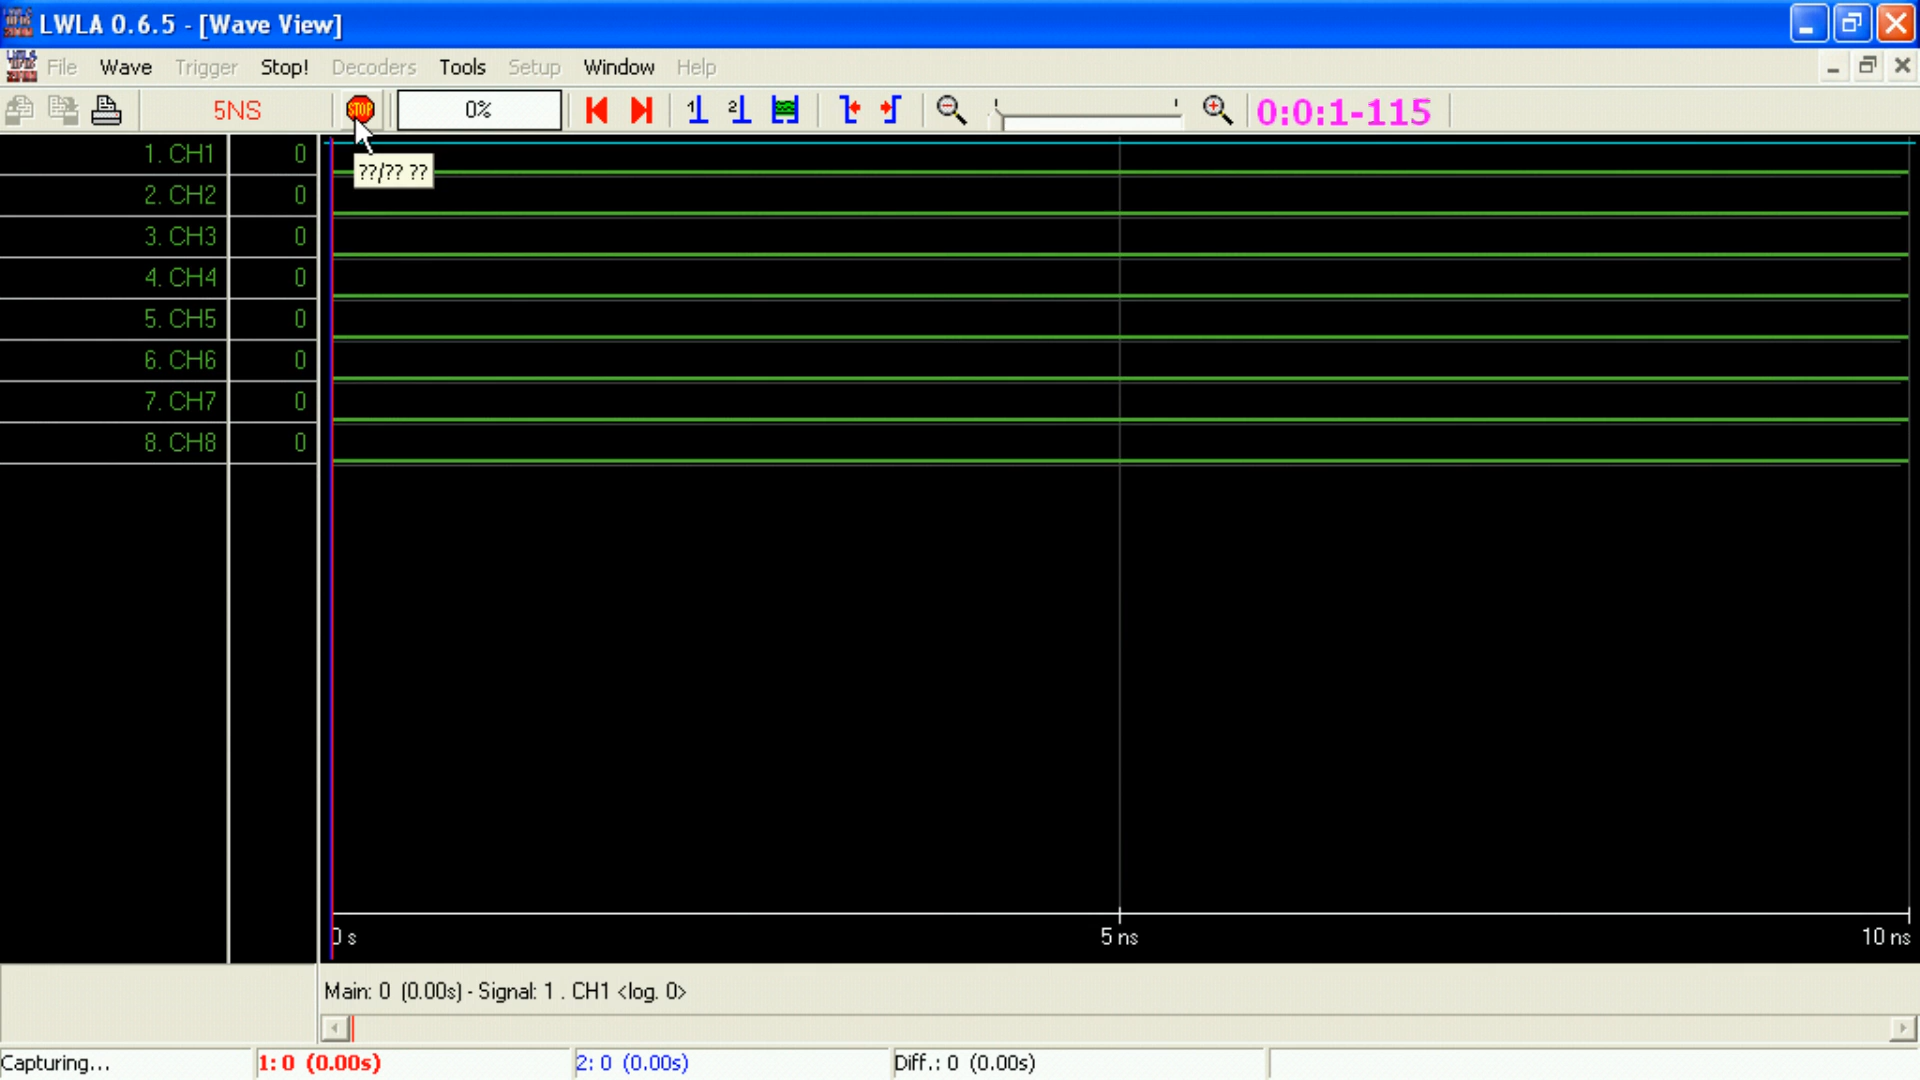 LWLA 0.6.5 - [Wave View]
File Wave Trigger Stop! Decoders Tools Setup Window Help
5NS STOP 0% 1 2 0:0:1-115
1. CH1 0
??/?? ??
2. CH2 0
3. CH3 0
4. CH4 0
5. CH5 0
6. CH6 0
7. CH7 0
8. CH8 0
0 s 5 ns 10 ns
Main: 0 (0.00s) - Signal: 1 . CH1 <log. 0>
Capturing... 1: 0 (0.00s) 2: 0 (0.00s) Diff.: 0 (0.00s)